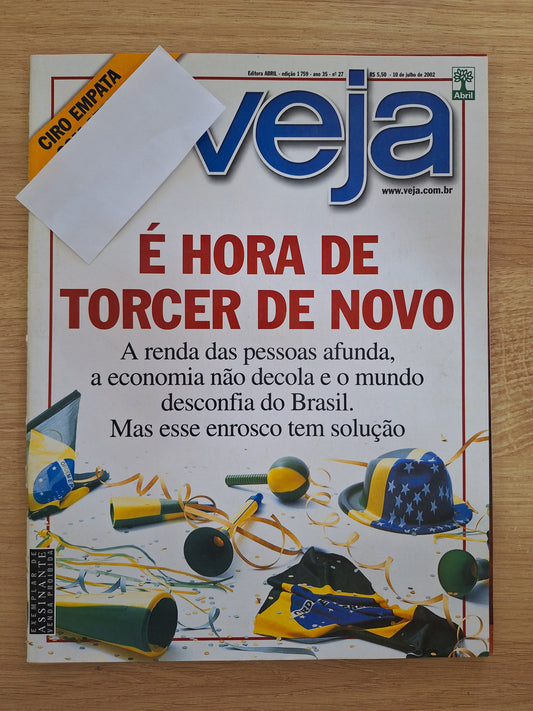 CIRO EMPATA
Editora ABRIL - edição 1 759 - ano 35 - nº 27
R$ 5,50 - 10 de julho de 2002
Abril
veja
www.veja.com.br
É HORA DE
TORCER DE NOVO
A renda das pessoas afunda,
a economia não decola e o mundo
desconfia do Brasil.
Mas esse enrosco tem solução
EXEMPLAR DE
ASSINANTE
VENDA PROIBIDA